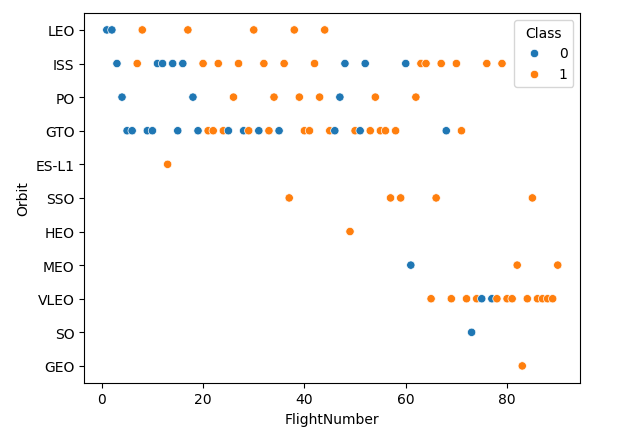 LEO
ISS
PO
GTO
ES-L1
SSO
HEO
MEO
VLEO
SO
GEO
Orbit
0 20 40 60 80
FlightNumber
Class
0
1